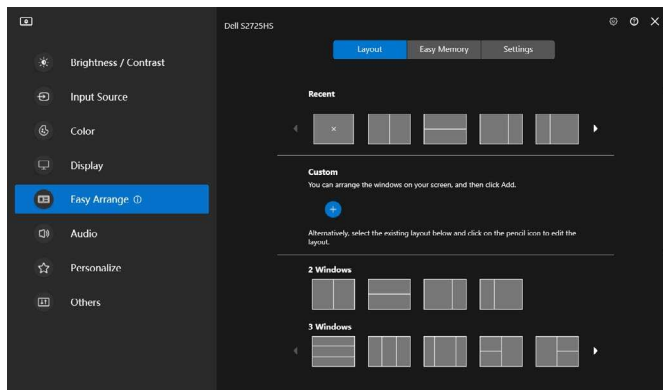 Dell S2725HS
Brightness / Contrast
Input Source
Color
Display
Easy Arrange
Audio
Personalize
Others
Layout
Easy Memory
Settings
Recent
Custom
You can arrange the windows on your screen, and then click Add.
Alternatively, select the existing layout below and click on the pencil icon to edit the
layout.
2 Windows
3 Windows